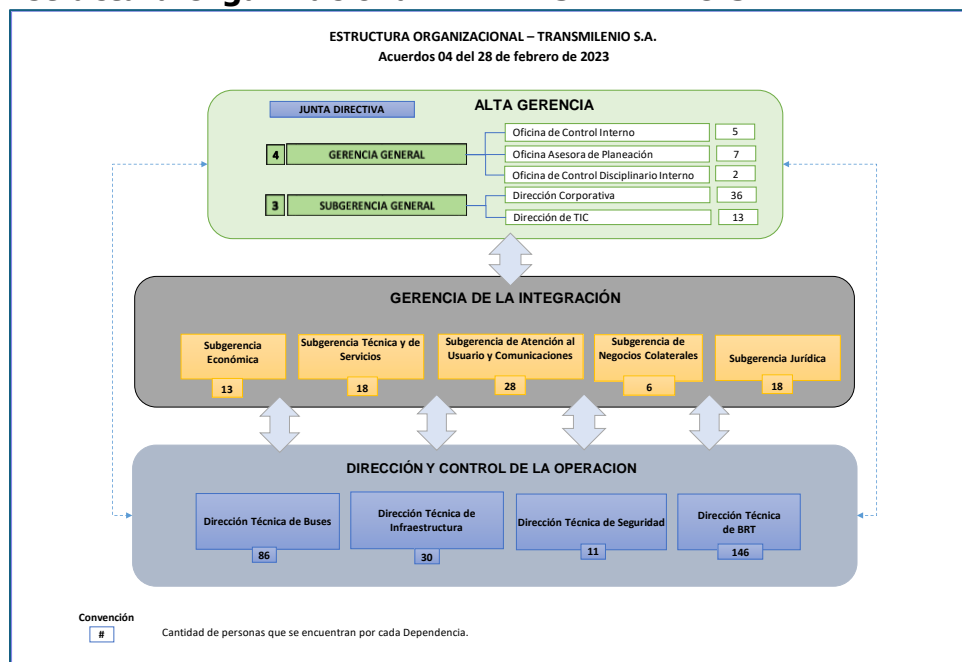 ESTRUCTURA ORGANIZACIONAL – TRANSMILENIO S.A.
Acuerdos 04 del 28 de febrero de 2023
ALTA GERENCIA
JUNTA DIRECTIVA
4
GERENCIA GENERAL
Oficina de Control Interno
5
Oficina Asesora de Planeación
7
Oficina de Control Disciplinario Interno
2
3
SUBGERENCIA GENERAL
Dirección Corporativa
36
Dirección de TIC
13
GERENCIA DE LA INTEGRACIÓN
Subgerencia
Económica
13
Subgerencia Técnica y de
Servicios
18
Subgerencia de Atención al
Usuario y Comunicaciones
28
Subgerencia de
Negocios Colaterales
6
Subgerencia Jurídica
18
DIRECCIÓN Y CONTROL DE LA OPERACION
Dirección Técnica de Buses
86
Dirección Técnica de
Infraestructura
30
Dirección Técnica de Seguridad
11
Dirección Técnica
de BRT
146
Convención
#
Cantidad de personas que se encuentran por cada Dependencia.